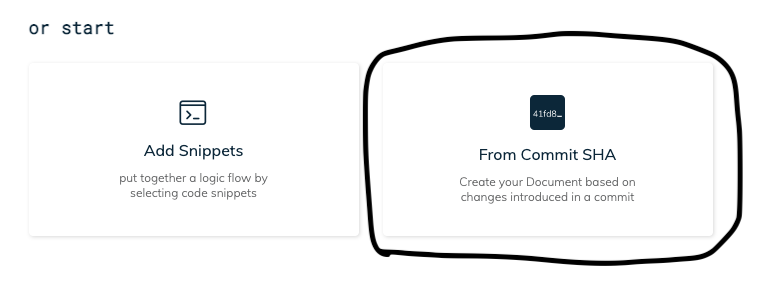 or start
Add Snippets
put together a logic flow by
selecting code snippets
41fd8_
From Commit SHA
Create your Document based on
changes introduced in a commit